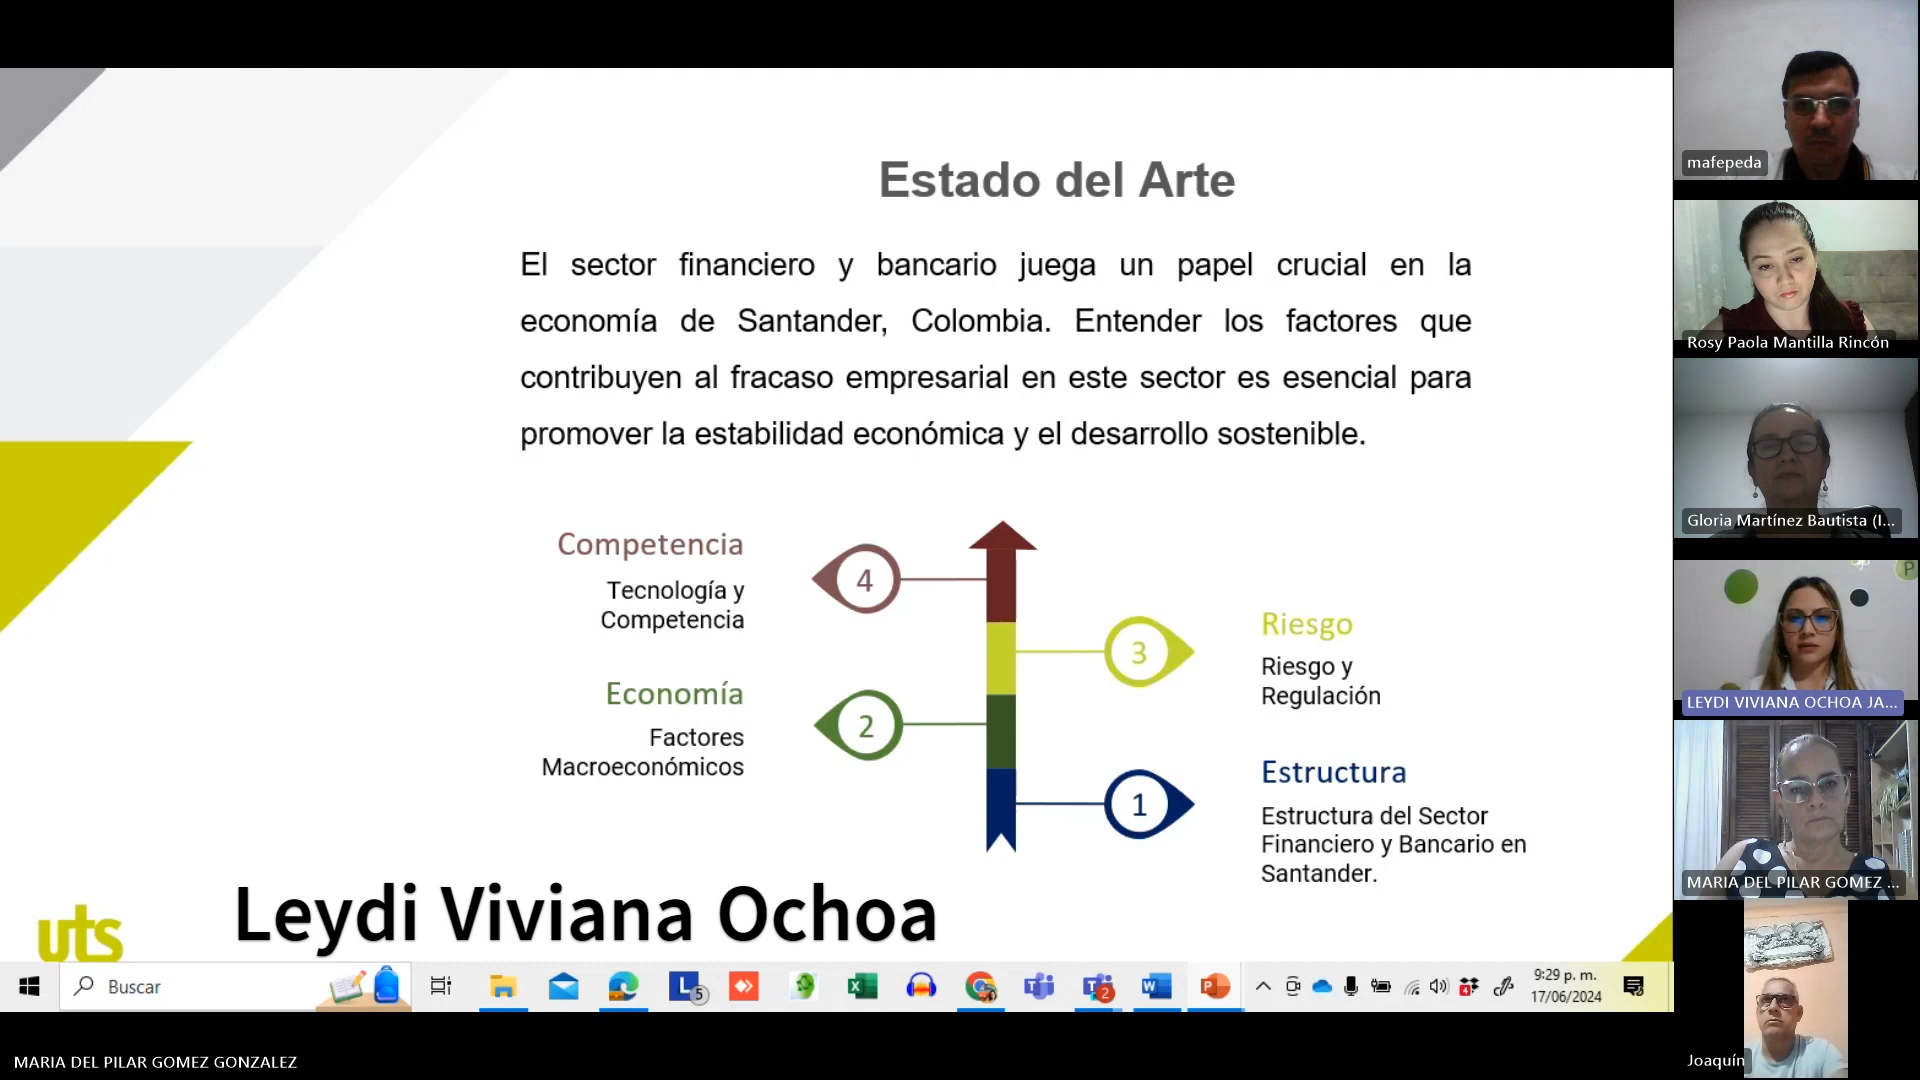 Estado del Arte
El sector financiero y bancario juega un papel crucial en la
economía de Santander, Colombia. Entender los factores que
contribuyen al fracaso empresarial en este sector es esencial para
promover la estabilidad económica y el desarrollo sostenible.
Competencia
Tecnología y
Competencia
4
Riesgo
Riesgo y
Regulación
3
Economía
Factores
Macroeconómicos
2
Estructura
Estructura del Sector
Financiero y Bancario en
Santander.
1
Leydi Viviana Ochoa
uts
Buscar
5
2
4
9:29 p. m.
17/06/2024
MARIA DEL PILAR GOMEZ GONZALEZ
mafepeda
Rosy Paola Mantilla Rincón
Gloria Martínez Bautista (I...
P
LEYDI VIVIANA OCHOA JA...
MARIA DEL PILAR GOMEZ ...
Joaquín